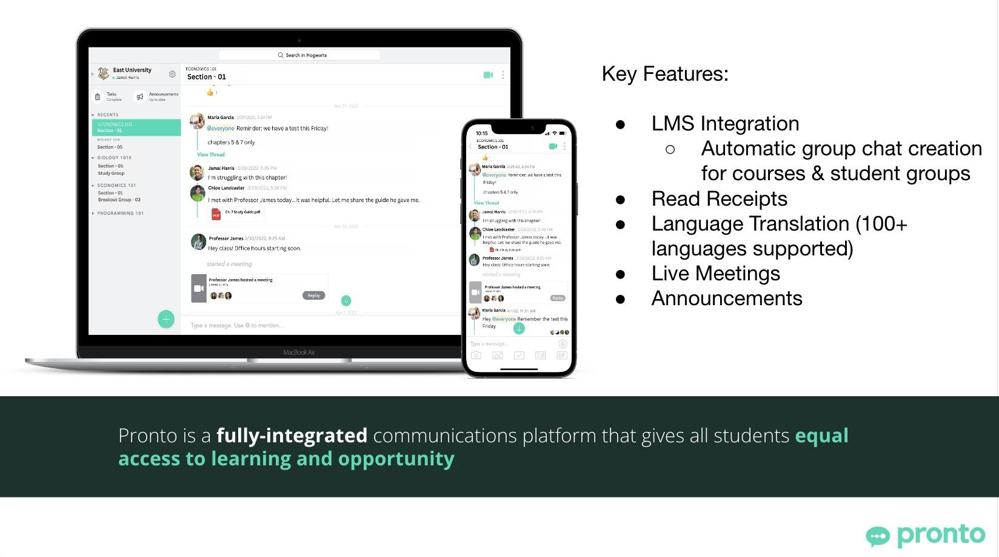 Search in Hogwarts
East University
Jamal Harris
Tasks
Complete
Announcements
Up to date
RECENTS
ECONOMICS 101
Section - 01
BIOLOGY 1010
Section - 05
BIOLOGY 1010
Section - 05
Study Group
ECONOMICS 101
Section - 01
Breakout Group - 03
PROGRAMMING 101
ECONOMICS 101
Section - 01
1
Mar 29, 2022
Maria Garcia 3/29/2022, 5:24 PM
@everyone Reminder: we have a test this Friday!
chapters 5 & 7 only
View Thread
Jamal Harris 3/29/2022, 5:36 PM
I'm struggling with this chapter!
Chloe Landcaster 3/29/2022, 5:38 PM
I met with Professor James today...it was helpful. Let me share the guide he gave me.
PDF
Ch. 7 Study Guide.pdf
Mar 30, 2022
Professor James 3/30/2022, 9:25 AM
Hey class! Office hours starting soon.
started a meeting
Professor James hosted a meeting
Lasted 41 min
Replay
Apr 1, 2022
Type a message. Use @ to mention...
MacBook Air
10:15
ECONOMICS 101
Section - 01
1
Maria Garcia 3/29/22, 5:24 PM
@everyone Reminder: we have a test this
Friday!
chapters 5 & 7 only
View Thread
Jamal Harris 3/29/2022, 5:36 PM
I'm struggling with this chapter!
Chloe Landcaster 3/29/2022, 5:38 PM
I met with Professor James today...it was
helpful. Let me share the guide he gave me.
Ch. 7 Study Guide.pdf
Professor James 3/30/2022, 9:25 AM
Hey class! Office hours starting soon.
started a meeting
Professor James hosted a meeting
Lasted 41 min
Replay
Maria Garcia 4/1/22, 11:51 AM
Hey @everyone Remember the test this
Friday
Type a message...
GIF
Key Features:
● LMS Integration
○ Automatic group chat creation
for courses & student groups
● Read Receipts
● Language Translation (100+
languages supported)
● Live Meetings
● Announcements
Pronto is a fully-integrated communications platform that gives all students equal
access to learning and opportunity
pronto